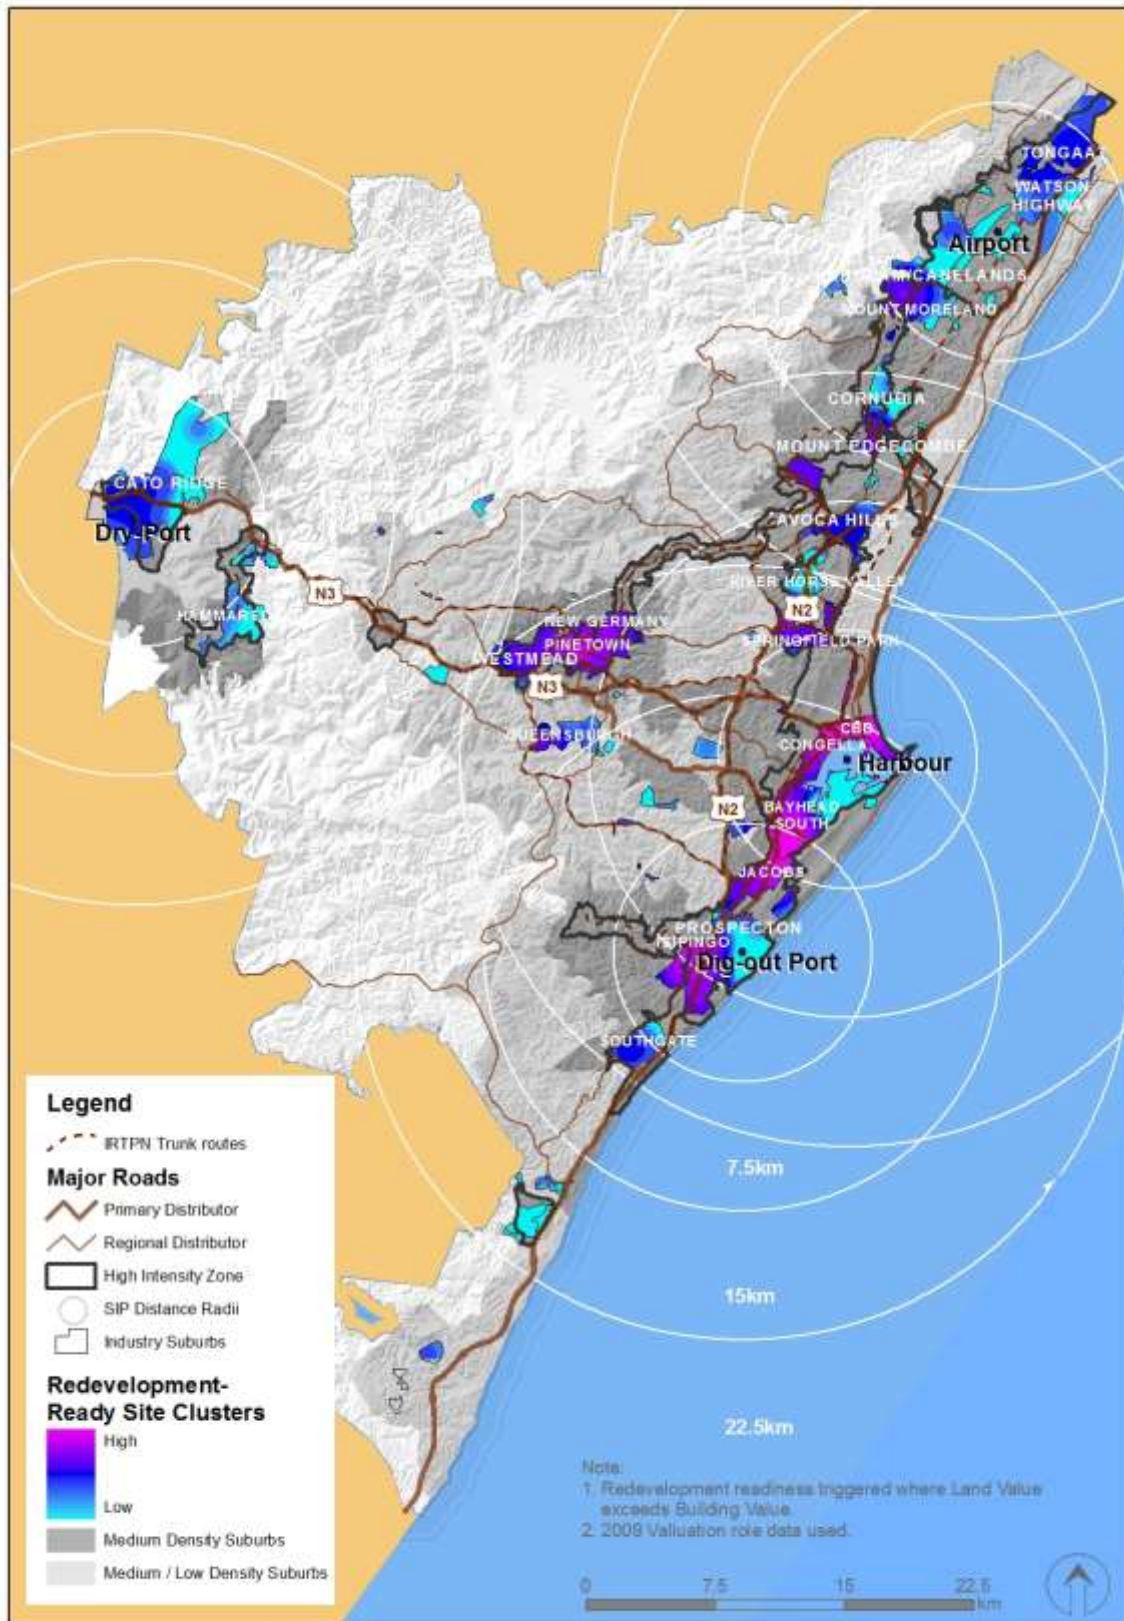 TONGAA
WATSON
HIGHWAY
Airport
CANELANDS
MOUNT MORELAND
CORNUBIA
MOUNT EDGECOMBE
CATO RIDGE
Dry-Port
AVOCA HILLS
RIVER HORSE VALLEY
N3
N2
HAMMARSD
NEW GERMANY
SPRINGFIELD PARK
PINETOWN
WESTMEAD
N3
QUEENSBURGH
CBD
CONGELLA
Harbour
N2
BAYHEAD
SOUTH
JACOBS
PROSPECTON
ISIPINGO
Dig-out Port
SOUTHGATE
7.5km
15km
22.5km
Legend
IRTPN Trunk routes
Major Roads
Primary Distributor
Regional Distributor
High Intensity Zone
SIP Distance Radii
Industry Suburbs
Redevelopment-
Ready Site Clusters
High
Low
Medium Density Suburbs
Medium / Low Density Suburbs
Note:
1. Redevelopment readiness triggered where Land Value
exceeds Building Value.
2. 2009 Valluation role data used.
0 7.5 15 22.5
km